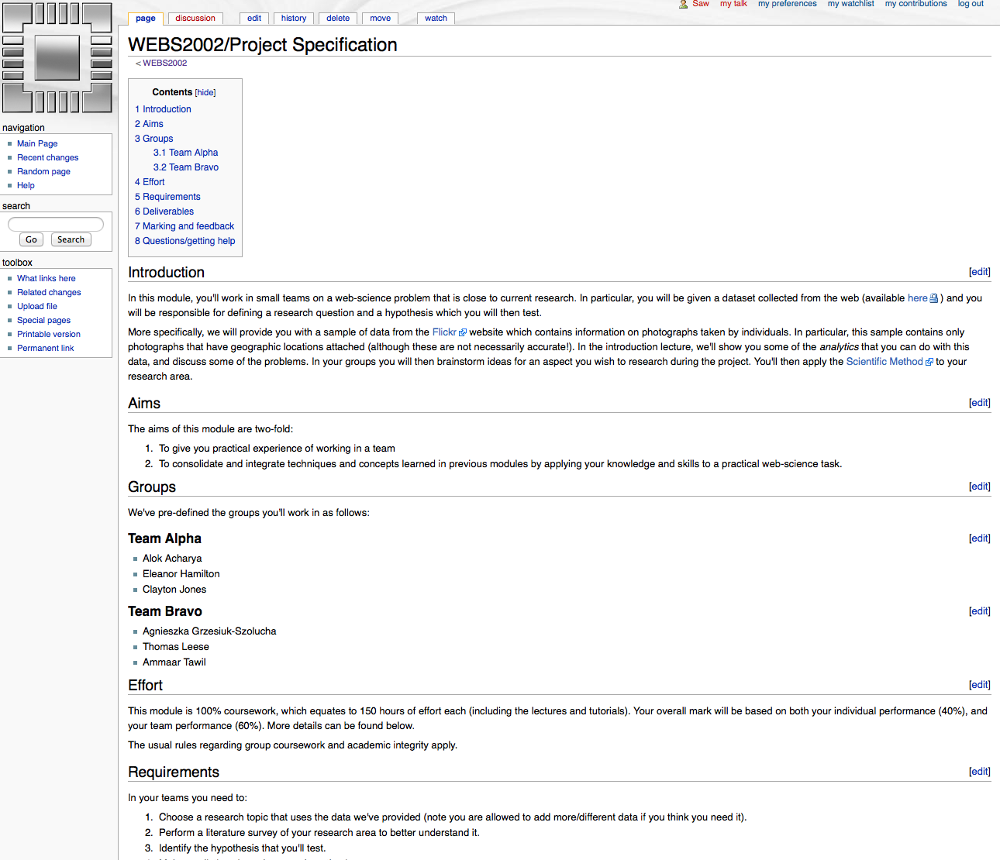 Saw my talk my preferences my watchlist my contributions log out
page discussion edit history delete move watch
WEBS2002/Project Specification
< WEBS2002
navigation
Main Page
Recent changes
Random page
Help
search
Go Search
toolbox
What links here
Related changes
Upload file
Special pages
Printable version
Permanent link
Contents [hide]
1 Introduction
2 Aims
3 Groups
3.1 Team Alpha
3.2 Team Bravo
4 Effort
5 Requirements
6 Deliverables
7 Marking and feedback
8 Questions/getting help
Introduction [edit]
In this module, you'll work in small teams on a web-science problem that is close to current research. In particular, you will be given a dataset collected from the web (available here ) and you
will be responsible for defining a research question and a hypothesis which you will then test.
More specifically, we will provide you with a sample of data from the Flickr website which contains information on photographs taken by individuals. In particular, this sample contains only
photographs that have geographic locations attached (although these are not necessarily accurate!). In the introduction lecture, we'll show you some of the analytics that you can do with this
data, and discuss some of the problems. In your groups you will then brainstorm ideas for an aspect you wish to research during the project. You'll then apply the Scientific Method to your
research area.
Aims [edit]
The aims of this module are two-fold:
1. To give you practical experience of working in a team
2. To consolidate and integrate techniques and concepts learned in previous modules by applying your knowledge and skills to a practical web-science task.
Groups [edit]
We've pre-defined the groups you'll work in as follows:
Team Alpha [edit]
Alok Acharya
Eleanor Hamilton
Clayton Jones
Team Bravo [edit]
Agnieszka Grzesiuk-Szolucha
Thomas Leese
Ammaar Tawil
Effort [edit]
This module is 100% coursework, which equates to 150 hours of effort each (including the lectures and tutorials). Your overall mark will be based on both your individual performance (40%), and
your team performance (60%). More details can be found below.
The usual rules regarding group coursework and academic integrity apply.
Requirements [edit]
In your teams you need to:
1. Choose a research topic that uses the data we've provided (note you are allowed to add more/different data if you think you need it).
2. Perform a literature survey of your research area to better understand it.
3. Identify the hypothesis that you'll test.